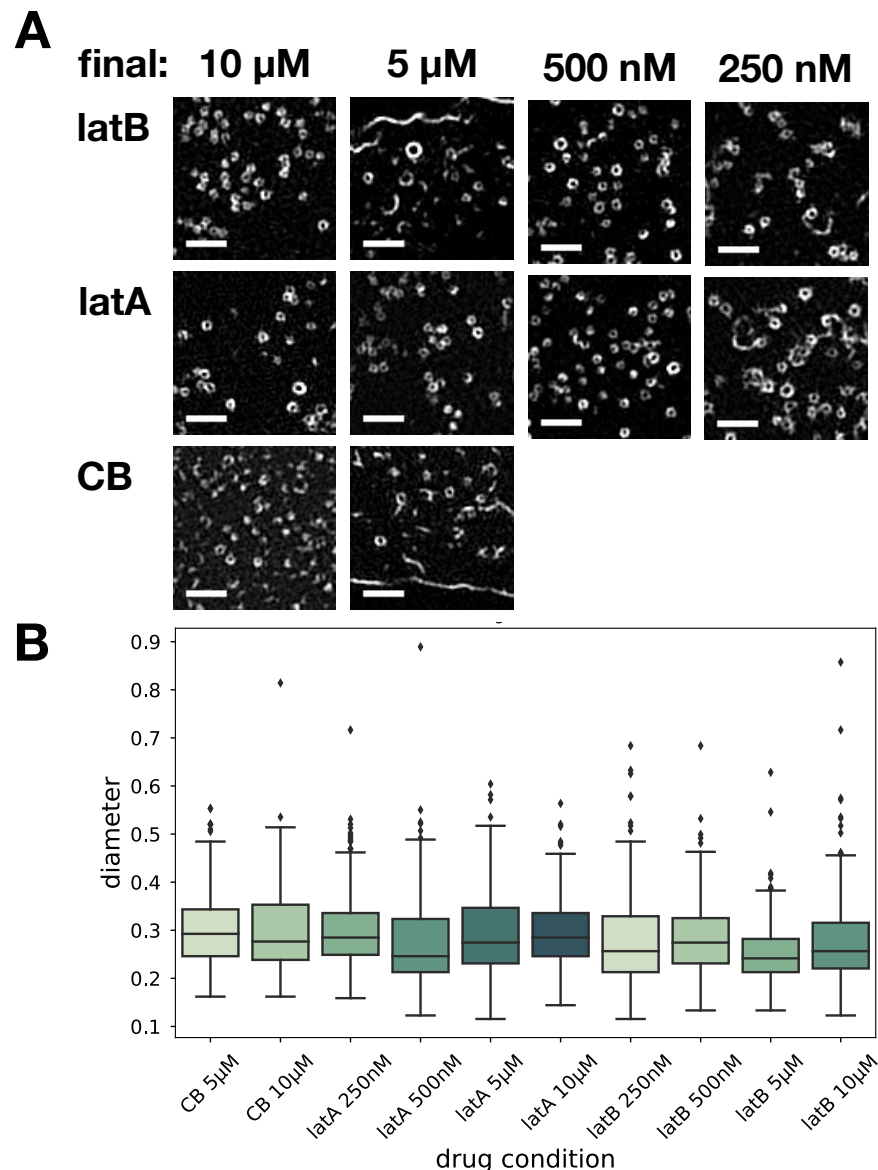 A
final: 10 µM 5 µM 500 nM 250 nM
latB
latA
CB
B
0.9
0.8
0.7
0.6
0.5
0.4
0.3
0.2
0.1
diameter
CB 5µM CB 10µM latA 250nM latA 500nM latA 5µM latA 10µM latB 250nM latB 500nM latB 5µM latB 10µM
drug condition